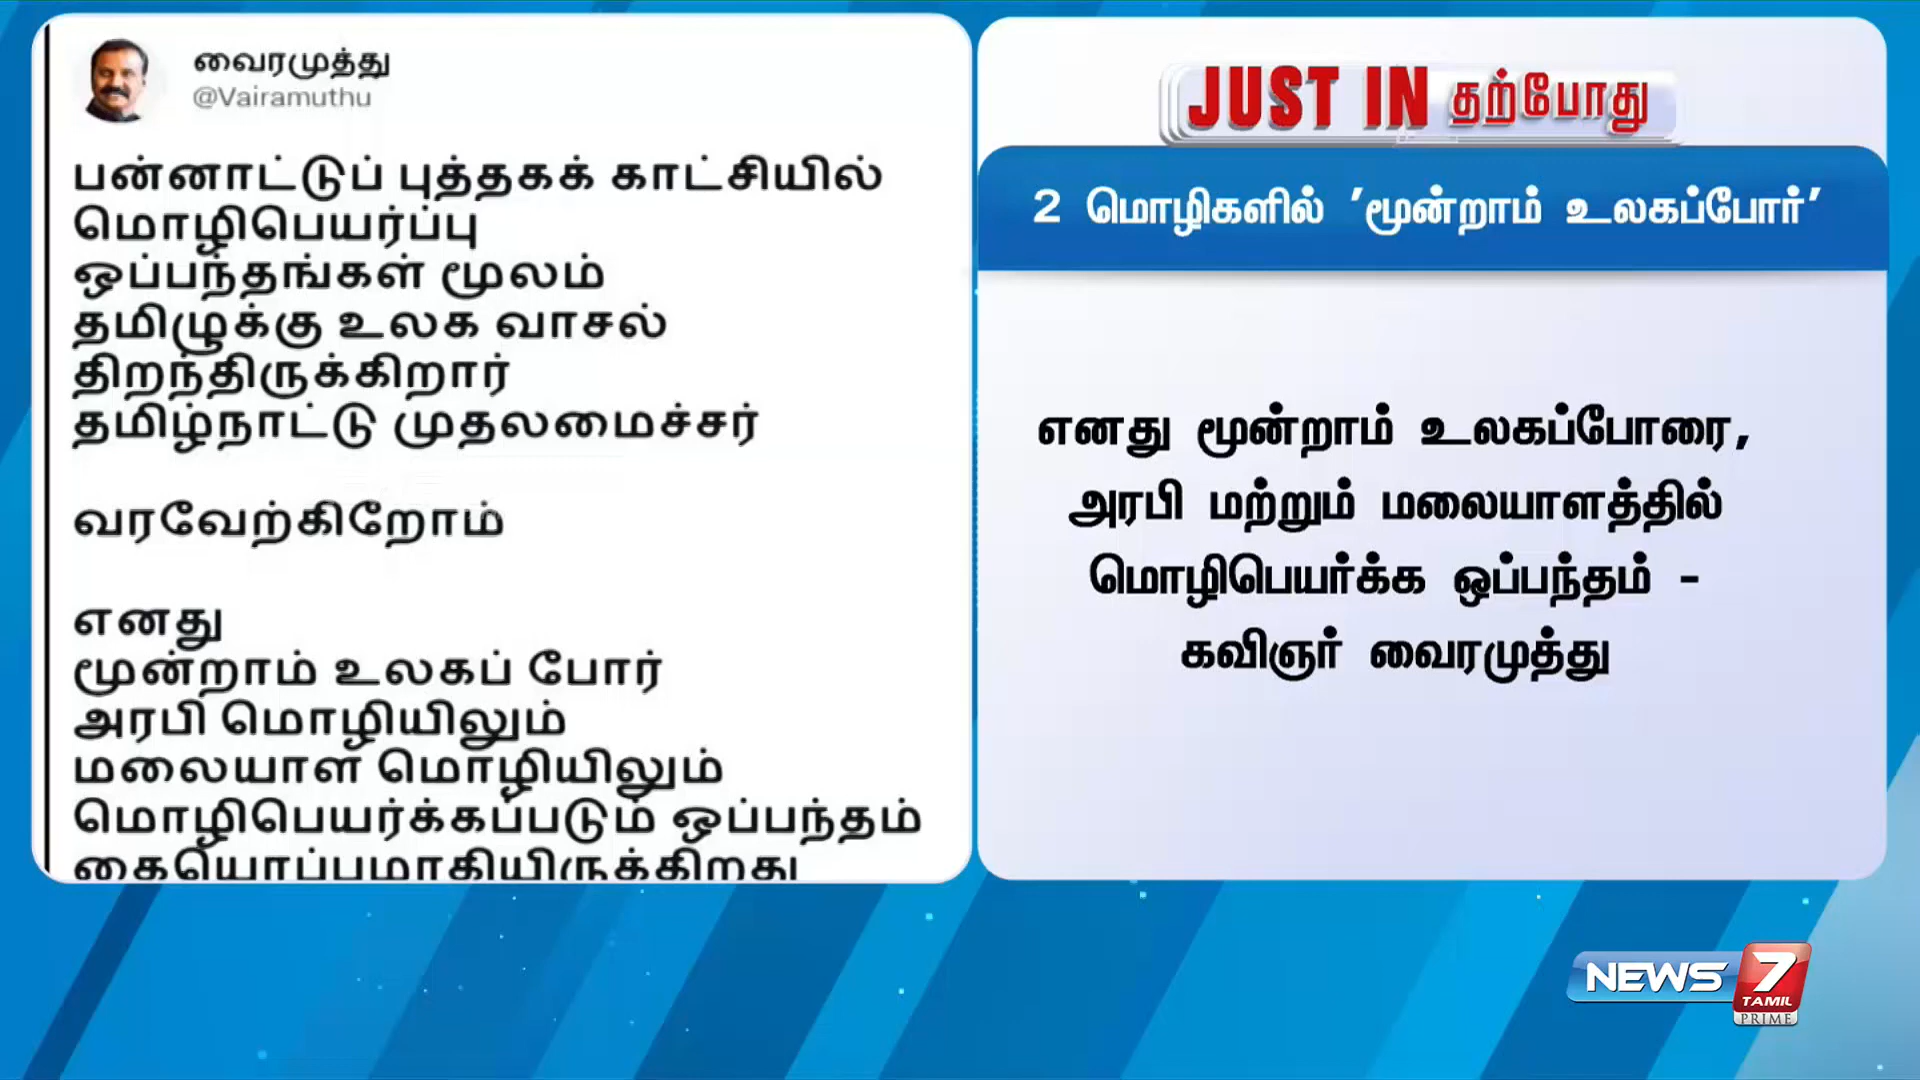 வைரமுத்து
@Vairamuthu
பன்னாட்டுப் புத்தகக் காட்சியில்
மொழிபெயர்ப்பு
ஒப்பந்தங்கள் மூலம்
தமிழுக்கு உலக வாசல்
திறந்திருக்கிறார்
தமிழ்நாட்டு முதலமைச்சர்
வரவேற்கிறோம்
எனது
மூன்றாம் உலகப் போர்
அரபி மொழியிலும்
மலையாள மொழியிலும்
மொழிபெயர்க்கப்படும் ஒப்பந்தம்
கையொப்பமாகியிருக்கிறது
JUST IN தற்போது
2 மொழிகளில் 'மூன்றாம் உலகப்போர்'
எனது மூன்றாம் உலகப்போரை,
அரபி மற்றும் மலையாளத்தில்
மொழிபெயர்க்க ஒப்பந்தம் -
கவிஞர் வைரமுத்து
NEWS 7
TAMIL
PRIME